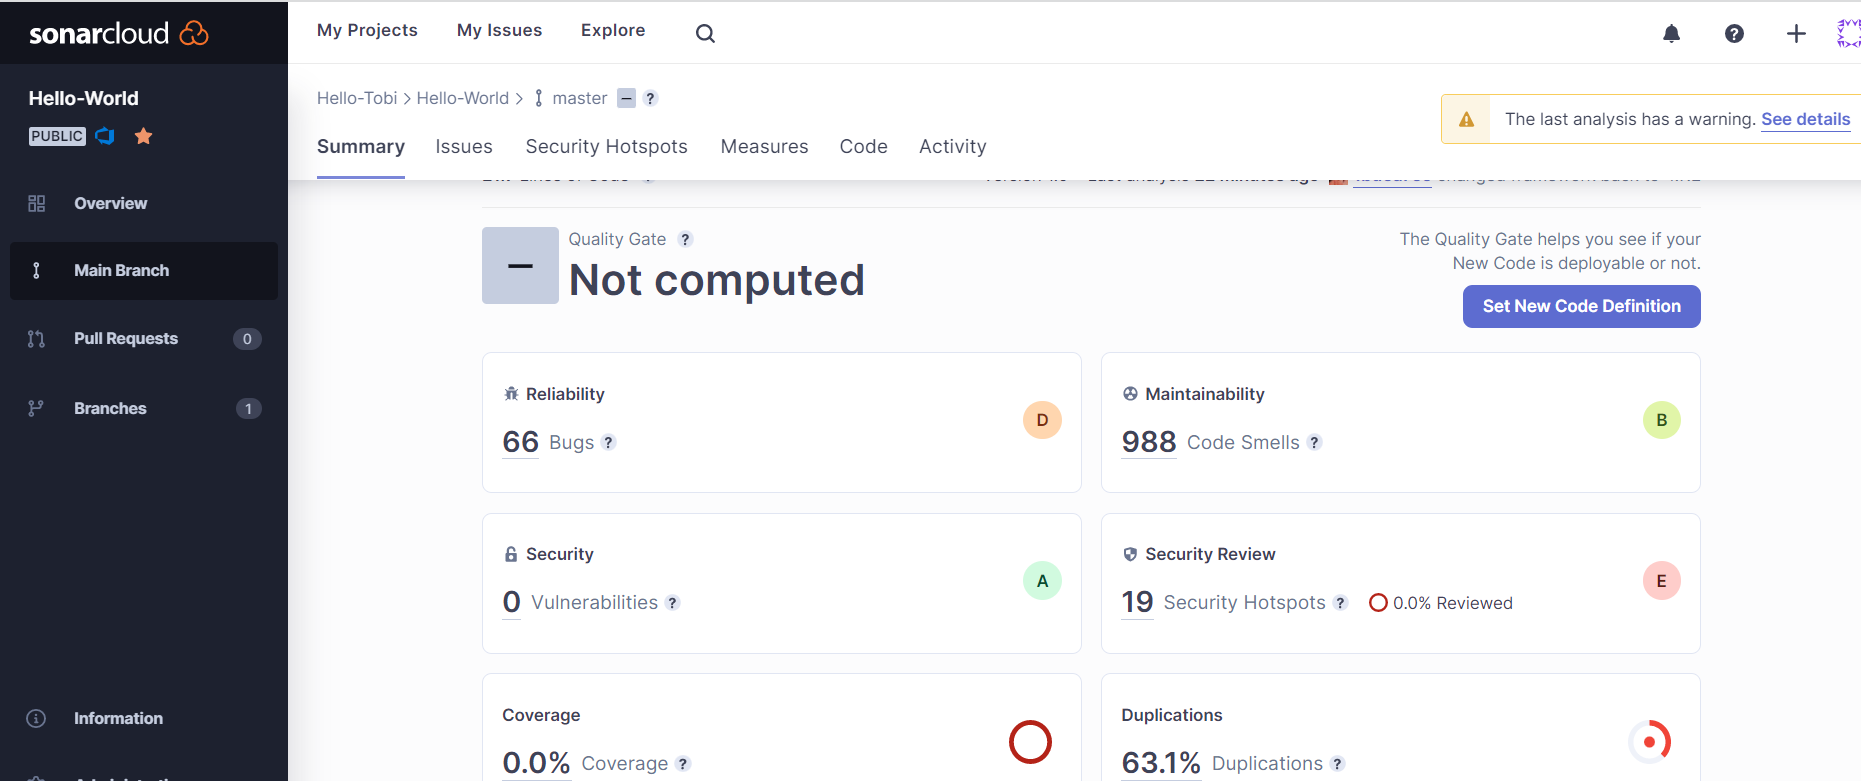 sonarcloud
My Projects My Issues Explore
Hello-World
PUBLIC
Overview
Main Branch
Pull Requests 0
Branches 1
Information
Hello-Tobi > Hello-World > master – ?
The last analysis has a warning. See details
Summary Issues Security Hotspots Measures Code Activity
Quality Gate ?
Not computed
The Quality Gate helps you see if your
New Code is deployable or not.
Set New Code Definition
Reliability
66 Bugs ?
D
Maintainability
988 Code Smells ?
B
Security
0 Vulnerabilities ?
A
Security Review
19 Security Hotspots ? 0.0% Reviewed
E
Coverage
0.0% Coverage ?
Duplications
63.1% Duplications ?